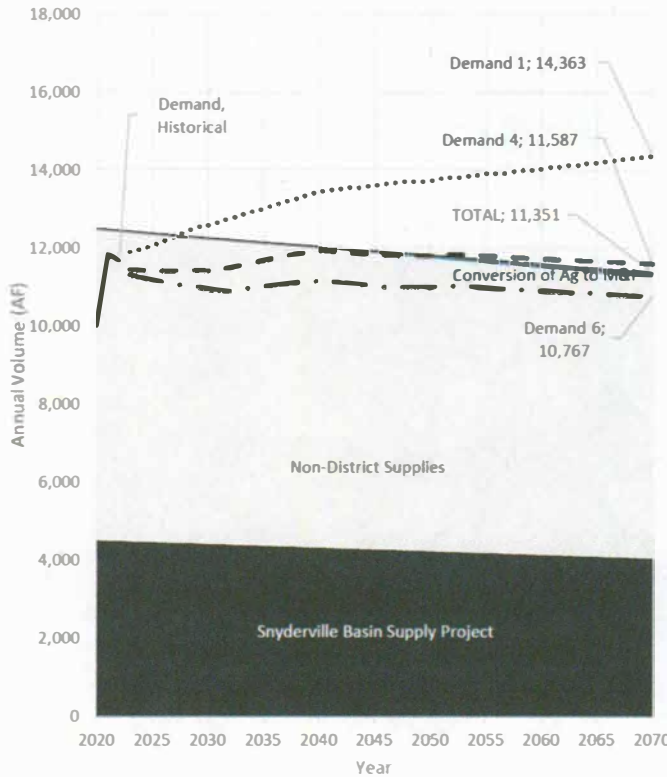 18,000
16,000
14,000
12,000
10,000
8,000
6,000
4,000
2,000
0
Annual Volume (AF)
Demand,
Historical
Demand 1; 14,363
Demand 4; 11,587
TOTAL; 11,351
Conversion of Ag to M&I
Demand 6;
10,767
Non-District Supplies
Snyderville Basin Supply Project
2020 2025 2030 2035 2040 2045 2050 2055 2060 2065 2070
Year